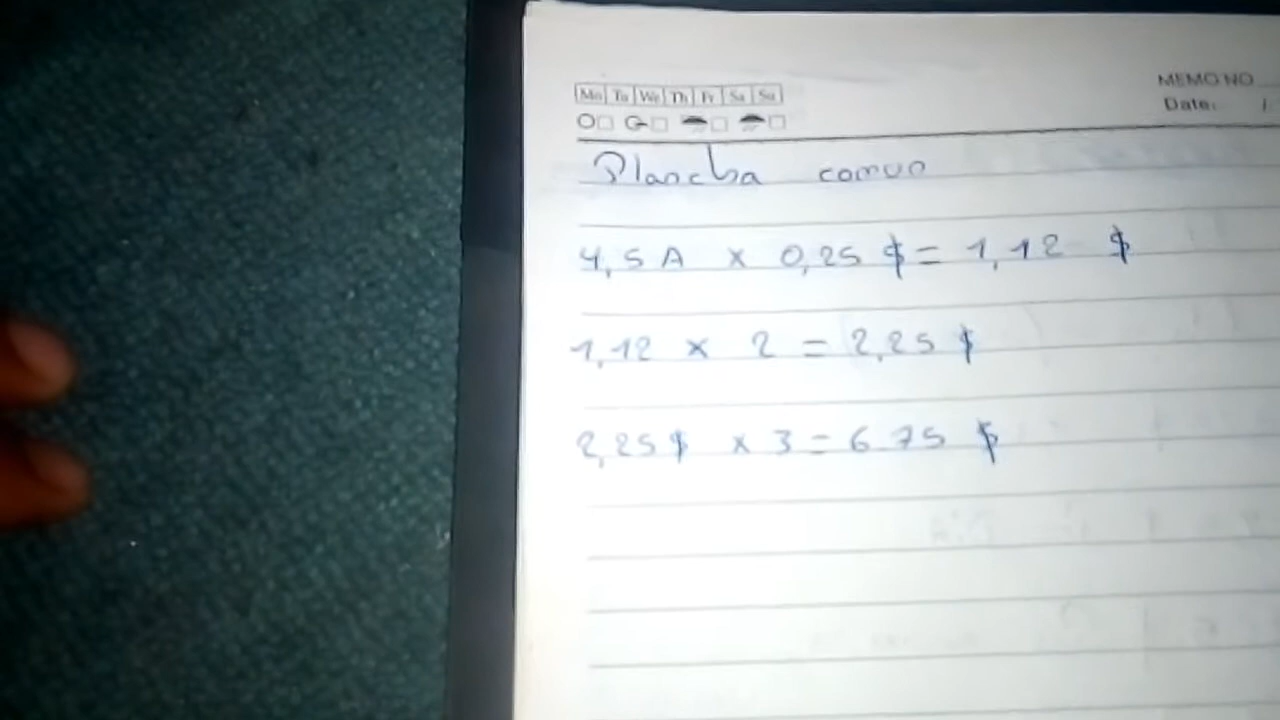 MEMO NO
Mo Tu We Th Fr Sa Su
Date: /
Plancha comun
4,5 A x 0,25 $ = 1,12 $
1,12 x 2 = 2,25 $
2,25 $ x 3 = 6 75 $